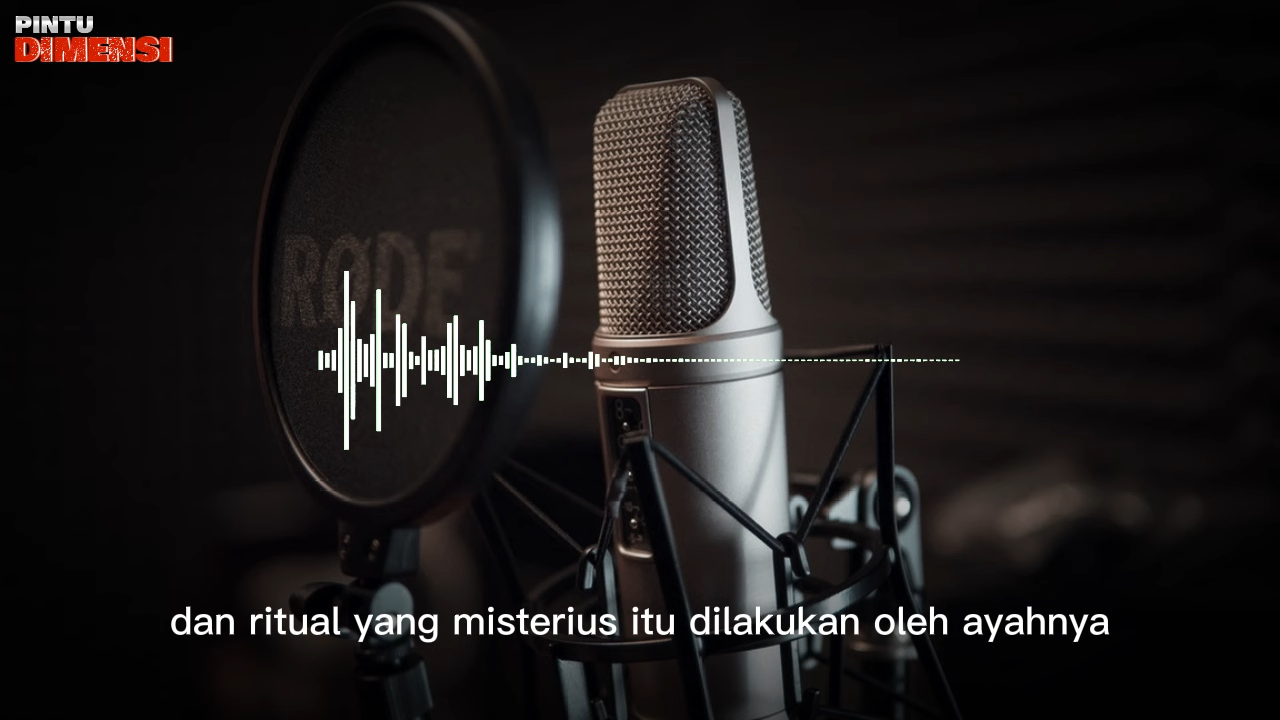 PINTU
DIMENSI
RØDE
dan ritual yang misterius itu dilakukan oleh ayahnya